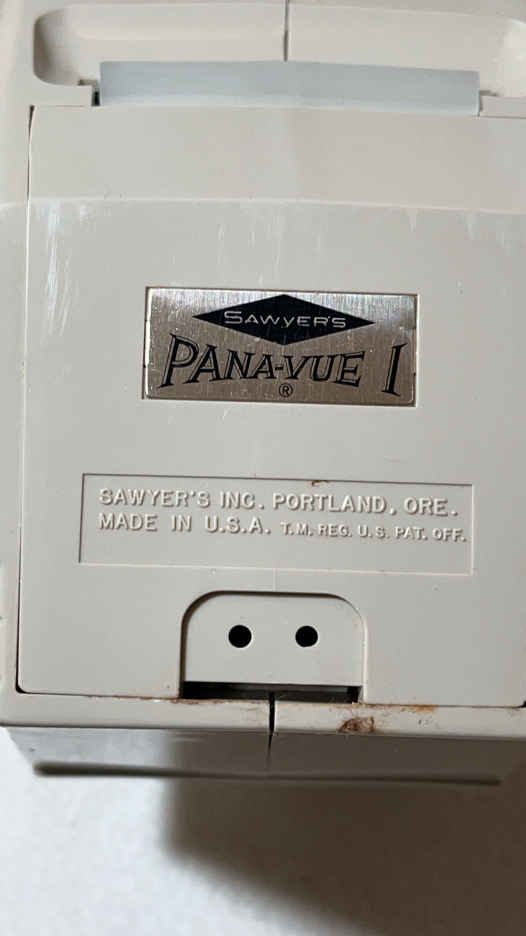 SAWYER'S
PANA-VUE I
®
SAWYER'S INC. PORTLAND, ORE.
MADE IN U.S.A. T.M. REG. U.S. PAT. OFF.